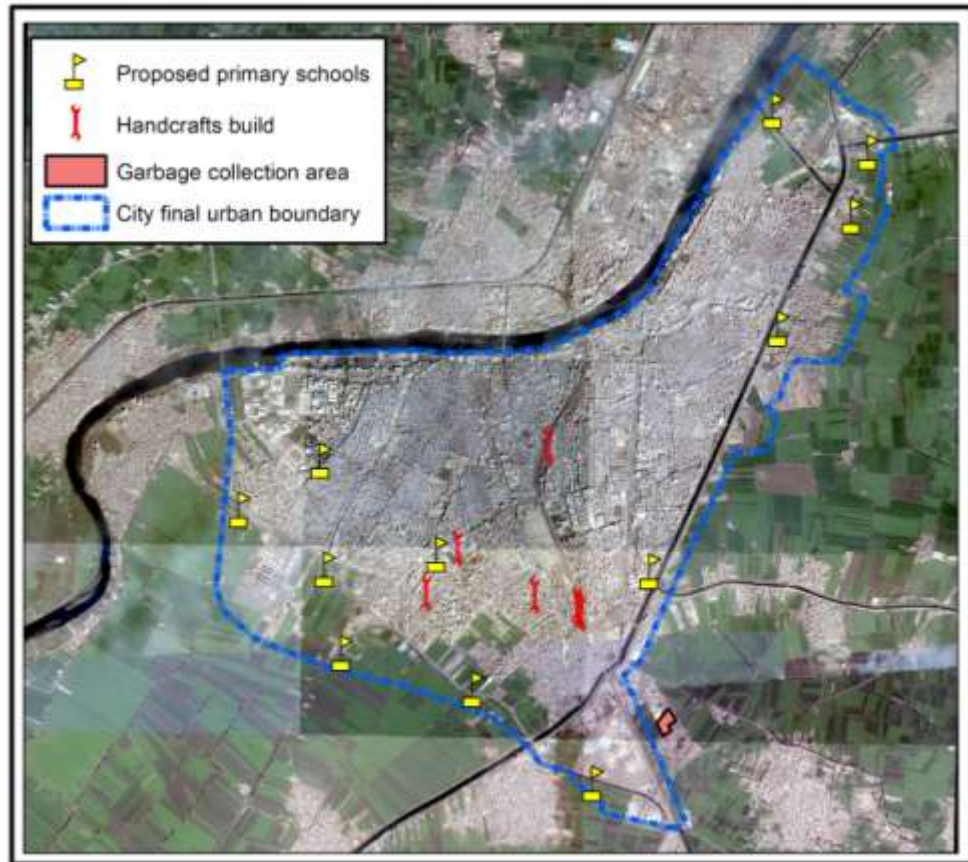 Proposed primary schools
Handcrafts build
Garbage collection area
City final urban boundary